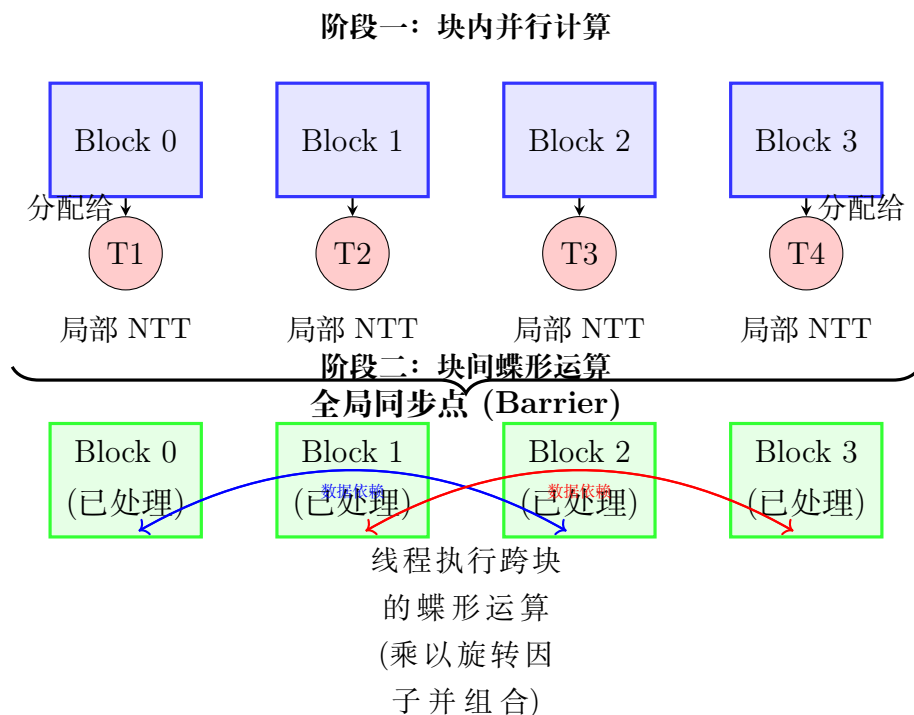 阶段一：块内并行计算
Block 0 Block 1 Block 2 Block 3
分配给 分配给
T1 T2 T3 T4
局部 NTT 局部 NTT 局部 NTT 局部 NTT
阶段二：块间蝶形运算
全局同步点 (Barrier)
Block 0 Block 1 Block 2 Block 3
数据依赖 数据依赖
(已处理) (已处理) (已处理) (已处理)
线程执行跨块
的蝶形运算
(乘以旋转因
子并组合)